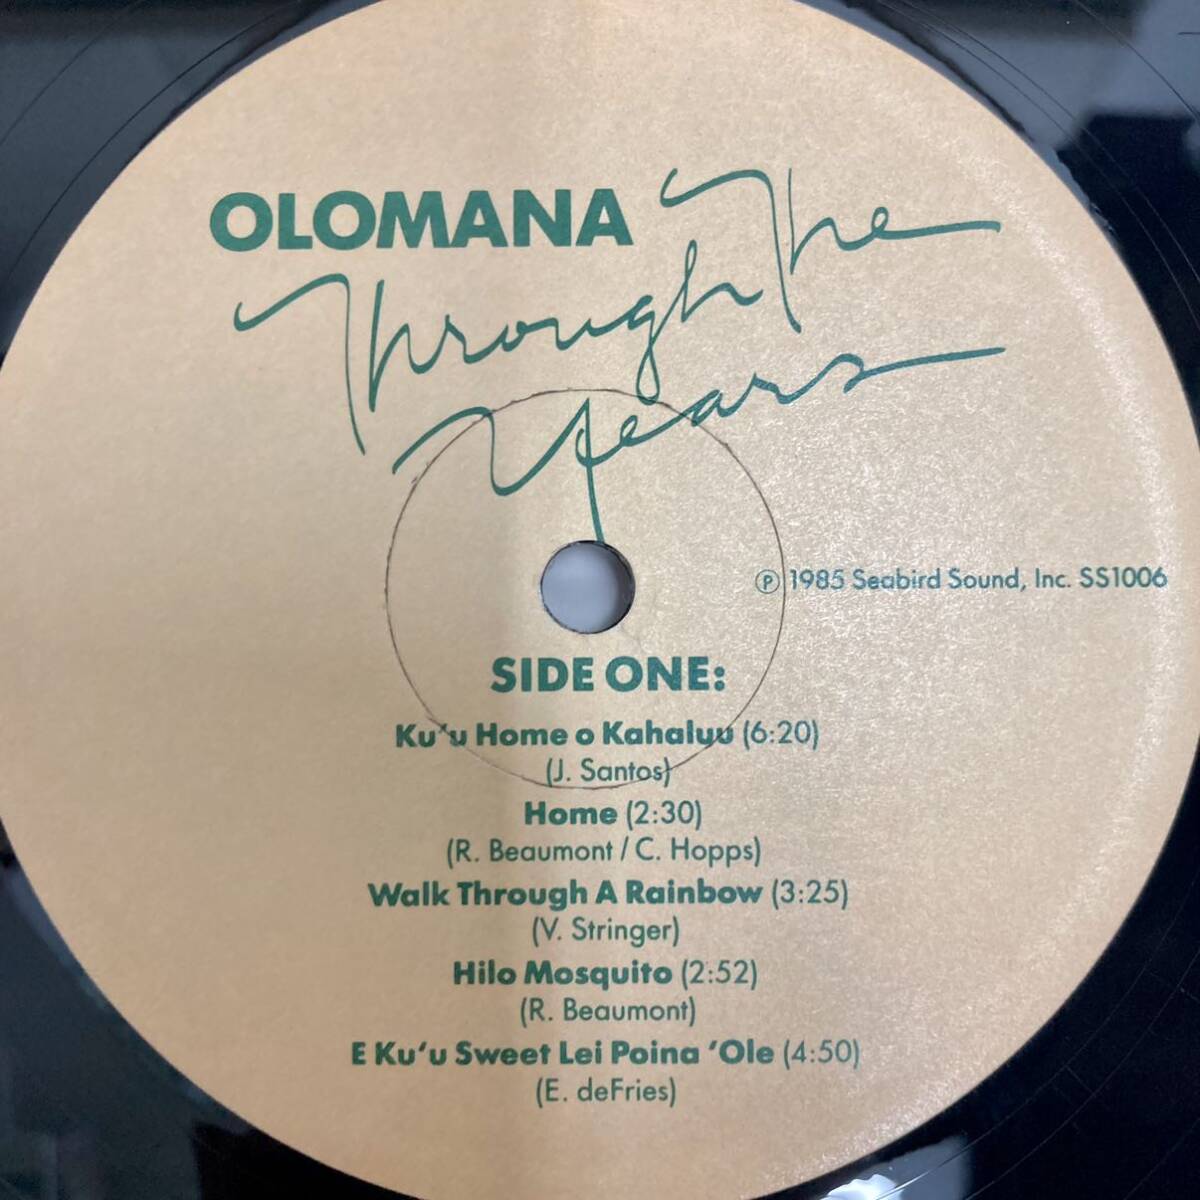 OLOMANA
Through The
Years
℗ 1985 Seabird Sound, Inc. SS1006
SIDE ONE:
Ku'u Home o Kahaluu (6:20)
(J. Santos)
Home (2:30)
(R. Beaumont / C. Hopps)
Walk Through A Rainbow (3:25)
(V. Stringer)
Hilo Mosquito (2:52)
(R. Beaumont)
E Ku‘u Sweet Lei Poina ‘Ole (4:50)
(E. deFries)